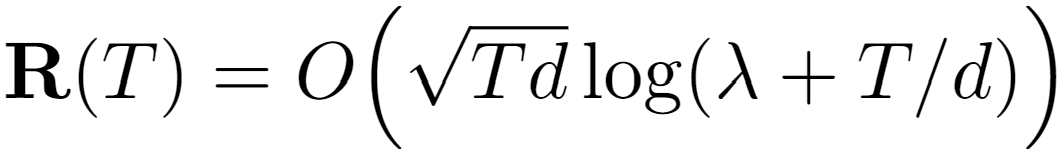 R(T) = O(√Td log(λ + T/d))